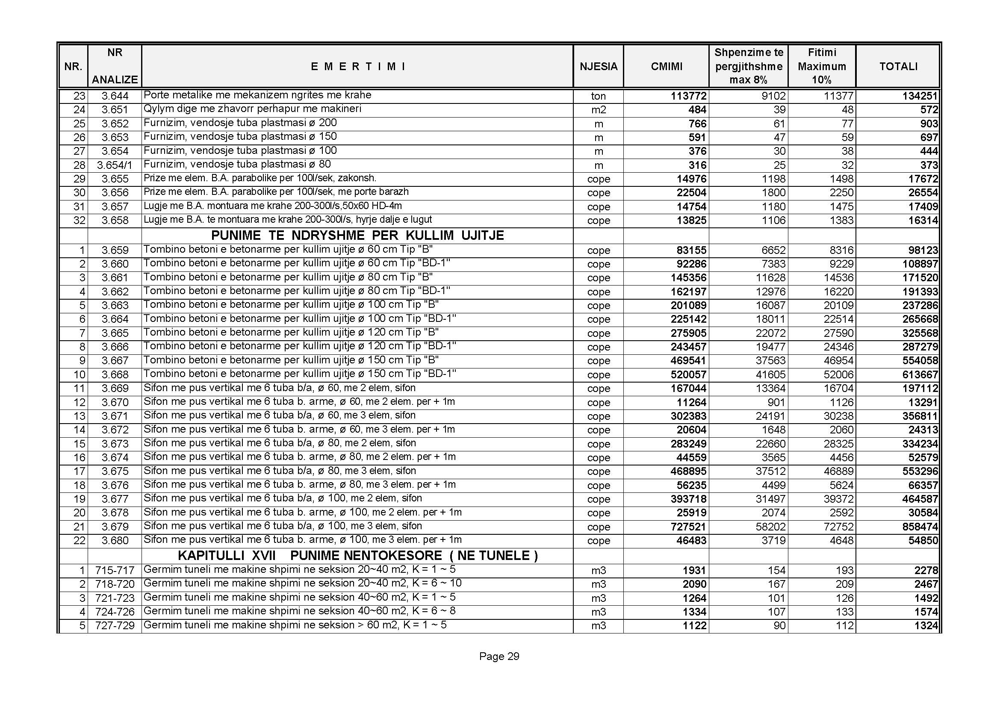 NR. NR ANALIZE E M E R T I M I NJESIA CMIMI Shpenzime te pergjithshme max 8% Fitimi Maximum 10% TOTALI
23 3.644 Porte metalike me mekanizem ngrites me krahe ton 113772 9102 11377 134251
24 3.651 Qylym dige me zhavorr perhapur me makineri m2 484 39 48 572
25 3.652 Furnizim, vendosje tuba plastmasi ø 200 m 766 61 77 903
26 3.653 Furnizim, vendosje tuba plastmasi ø 150 m 591 47 59 697
27 3.654 Furnizim, vendosje tuba plastmasi ø 100 m 376 30 38 444
28 3.654/1 Furnizim, vendosje tuba plastmasi ø 80 m 316 25 32 373
29 3.655 Prize me elem. B.A. parabolike per 100l/sek, zakonsh. cope 14976 1198 1498 17672
30 3.656 Prize me elem. B.A. parabolike per 100l/sek, me porte barazh cope 22504 1800 2250 26554
31 3.657 Lugje me B.A. montuara me krahe 200-300l/s,50x60 HD-4m cope 14754 1180 1475 17409
32 3.658 Lugje me B.A. te montuara me krahe 200-300l/s, hyrje dalje e lugut cope 13825 1106 1383 16314
PUNIME TE NDRYSHME PER KULLIM UJITJE
1 3.659 Tombino betoni e betonarme per kullim ujitje ø 60 cm Tip "B" cope 83155 6652 8316 98123
2 3.660 Tombino betoni e betonarme per kullim ujitje ø 60 cm Tip "BD-1" cope 92286 7383 9229 108897
3 3.661 Tombino betoni e betonarme per kullim ujitje ø 80 cm Tip "B" cope 145356 11628 14536 171520
4 3.662 Tombino betoni e betonarme per kullim ujitje ø 80 cm Tip "BD-1" cope 162197 12976 16220 191393
5 3.663 Tombino betoni e betonarme per kullim ujitje ø 100 cm Tip "B" cope 201089 16087 20109 237286
6 3.664 Tombino betoni e betonarme per kullim ujitje ø 100 cm Tip "BD-1" cope 225142 18011 22514 265668
7 3.665 Tombino betoni e betonarme per kullim ujitje ø 120 cm Tip "B" cope 275905 22072 27590 325568
8 3.666 Tombino betoni e betonarme per kullim ujitje ø 120 cm Tip "BD-1" cope 243457 19477 24346 287279
9 3.667 Tombino betoni e betonarme per kullim ujitje ø 150 cm Tip "B" cope 469541 37563 46954 554058
10 3.668 Tombino betoni e betonarme per kullim ujitje ø 150 cm Tip "BD-1" cope 520057 41605 52006 613667
11 3.669 Sifon me pus vertikal me 6 tuba b/a, ø 60, me 2 elem, sifon cope 167044 13364 16704 197112
12 3.670 Sifon me pus vertikal me 6 tuba b. arme, ø 60, me 2 elem. per + 1m cope 11264 901 1126 13291
13 3.671 Sifon me pus vertikal me 6 tuba b/a, ø 60, me 3 elem, sifon cope 302383 24191 30238 356811
14 3.672 Sifon me pus vertikal me 6 tuba b. arme, ø 60, me 3 elem. per + 1m cope 20604 1648 2060 24313
15 3.673 Sifon me pus vertikal me 6 tuba b/a, ø 80, me 2 elem, sifon cope 283249 22660 28325 334234
16 3.674 Sifon me pus vertikal me 6 tuba b. arme, ø 80, me 2 elem. per + 1m cope 44559 3565 4456 52579
17 3.675 Sifon me pus vertikal me 6 tuba b/a, ø 80, me 3 elem, sifon cope 468895 37512 46889 553296
18 3.676 Sifon me pus vertikal me 6 tuba b. arme, ø 80, me 3 elem. per + 1m cope 56235 4499 5624 66357
19 3.677 Sifon me pus vertikal me 6 tuba b/a, ø 100, me 2 elem, sifon cope 393718 31497 39372 464587
20 3.678 Sifon me pus vertikal me 6 tuba b. arme, ø 100, me 2 elem. per + 1m cope 25919 2074 2592 30584
21 3.679 Sifon me pus vertikal me 6 tuba b/a, ø 100, me 3 elem, sifon cope 727521 58202 72752 858474
22 3.680 Sifon me pus vertikal me 6 tuba b. arme, ø 100, me 3 elem. per + 1m cope 46483 3719 4648 54850
KAPITULLI XVII PUNIME NENTOKESORE ( NE TUNELE )
1 715-717 Germim tuneli me makine shpimi ne seksion 20~40 m2, K = 1 ~ 5 m3 1931 154 193 2278
2 718-720 Germim tuneli me makine shpimi ne seksion 20~40 m2, K = 6 ~ 10 m3 2090 167 209 2467
3 721-723 Germim tuneli me makine shpimi ne seksion 40~60 m2, K = 1 ~ 5 m3 1264 101 126 1492
4 724-726 Germim tuneli me makine shpimi ne seksion 40~60 m2, K = 6 ~ 8 m3 1334 107 133 1574
5 727-729 Germim tuneli me makine shpimi ne seksion > 60 m2, K = 1 ~ 5 m3 1122 90 112 1324
Page 29